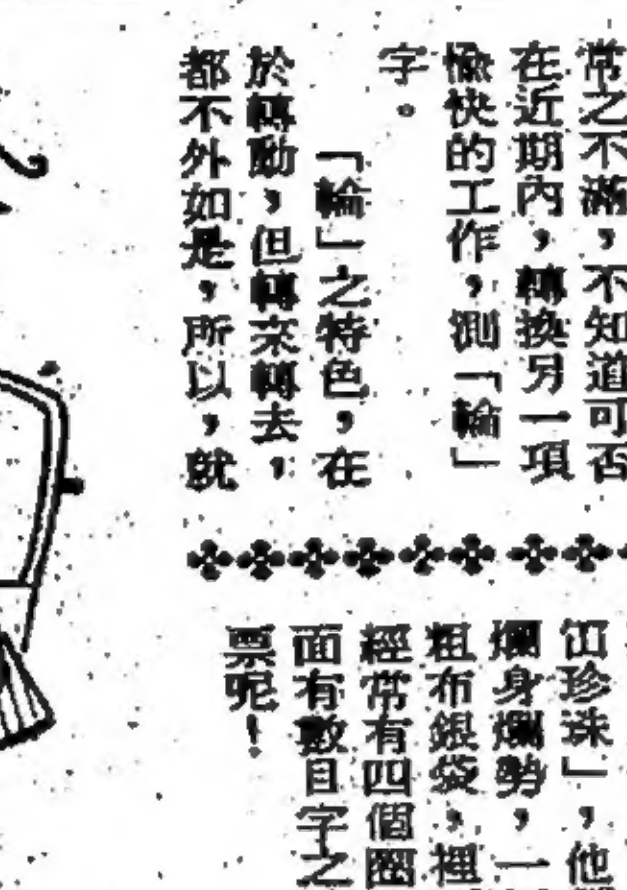 常之不滿，不知道可否
在近期內，轉換另一項
愉快的工作，測「輪」
字。
「輪」之特色，在
於轉動，但轉來轉去，
都不外如是，所以，就
珍珠」，他
爛身爛勢，一
粗布銀袋，裡
經常有四個圈
面有數目字之
票呢！